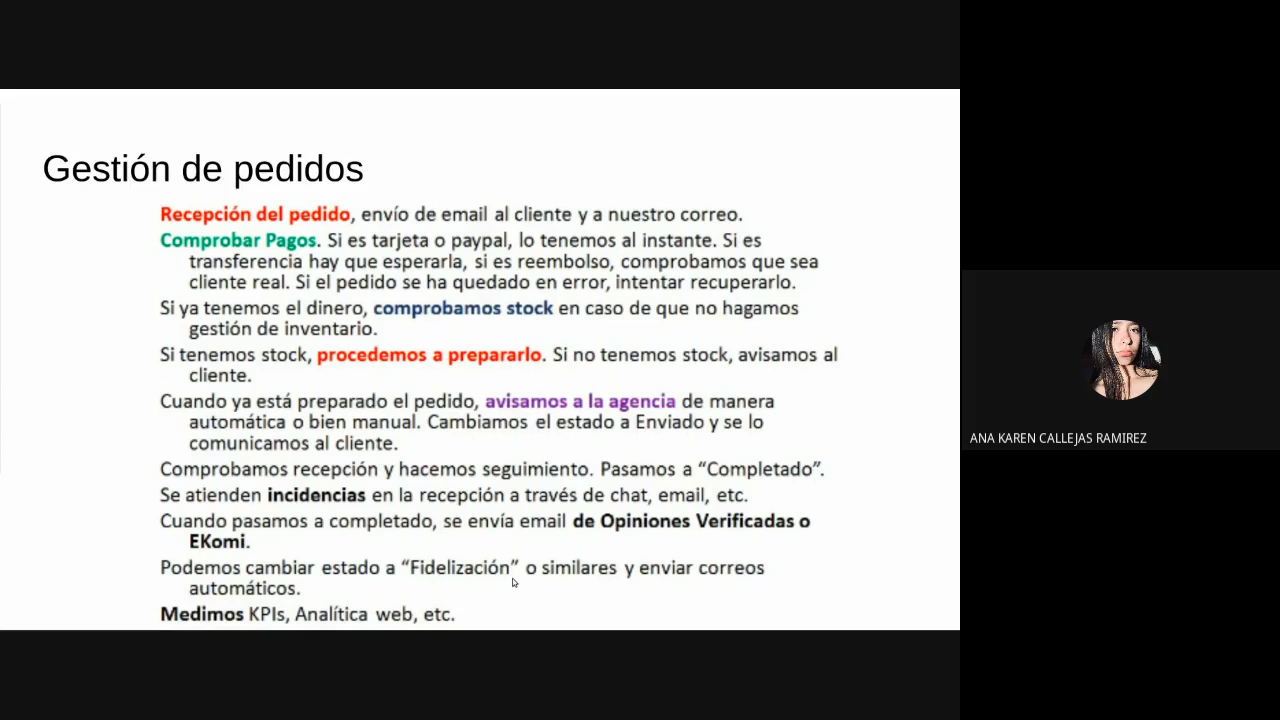 Gestión de pedidos
Recepción del pedido, envío de email al cliente y a nuestro correo.
Comprobar Pagos. Si es tarjeta o paypal, lo tenemos al instante. Si es
transferencia hay que esperarla, si es reembolso, comprobamos que sea
cliente real. Si el pedido se ha quedado en error, intentar recuperarlo.
Si ya tenemos el dinero, comprobamos stock en caso de que no hagamos
gestión de inventario.
Si tenemos stock, procedemos a prepararlo. Si no tenemos stock, avisamos al
cliente.
Cuando ya está preparado el pedido, avisamos a la agencia de manera
automática o bien manual. Cambiamos el estado a Enviado y se lo
comunicamos al cliente.
Comprobamos recepción y hacemos seguimiento. Pasamos a “Completado”.
Se atienden incidencias en la recepción a través de chat, email, etc.
Cuando pasamos a completado, se envía email de Opiniones Verificadas o
EKomi.
Podemos cambiar estado a “Fidelización” o similares y enviar correos
automáticos.
Medimos KPIs, Analítica web, etc.
ANA KAREN CALLEJAS RAMIREZ